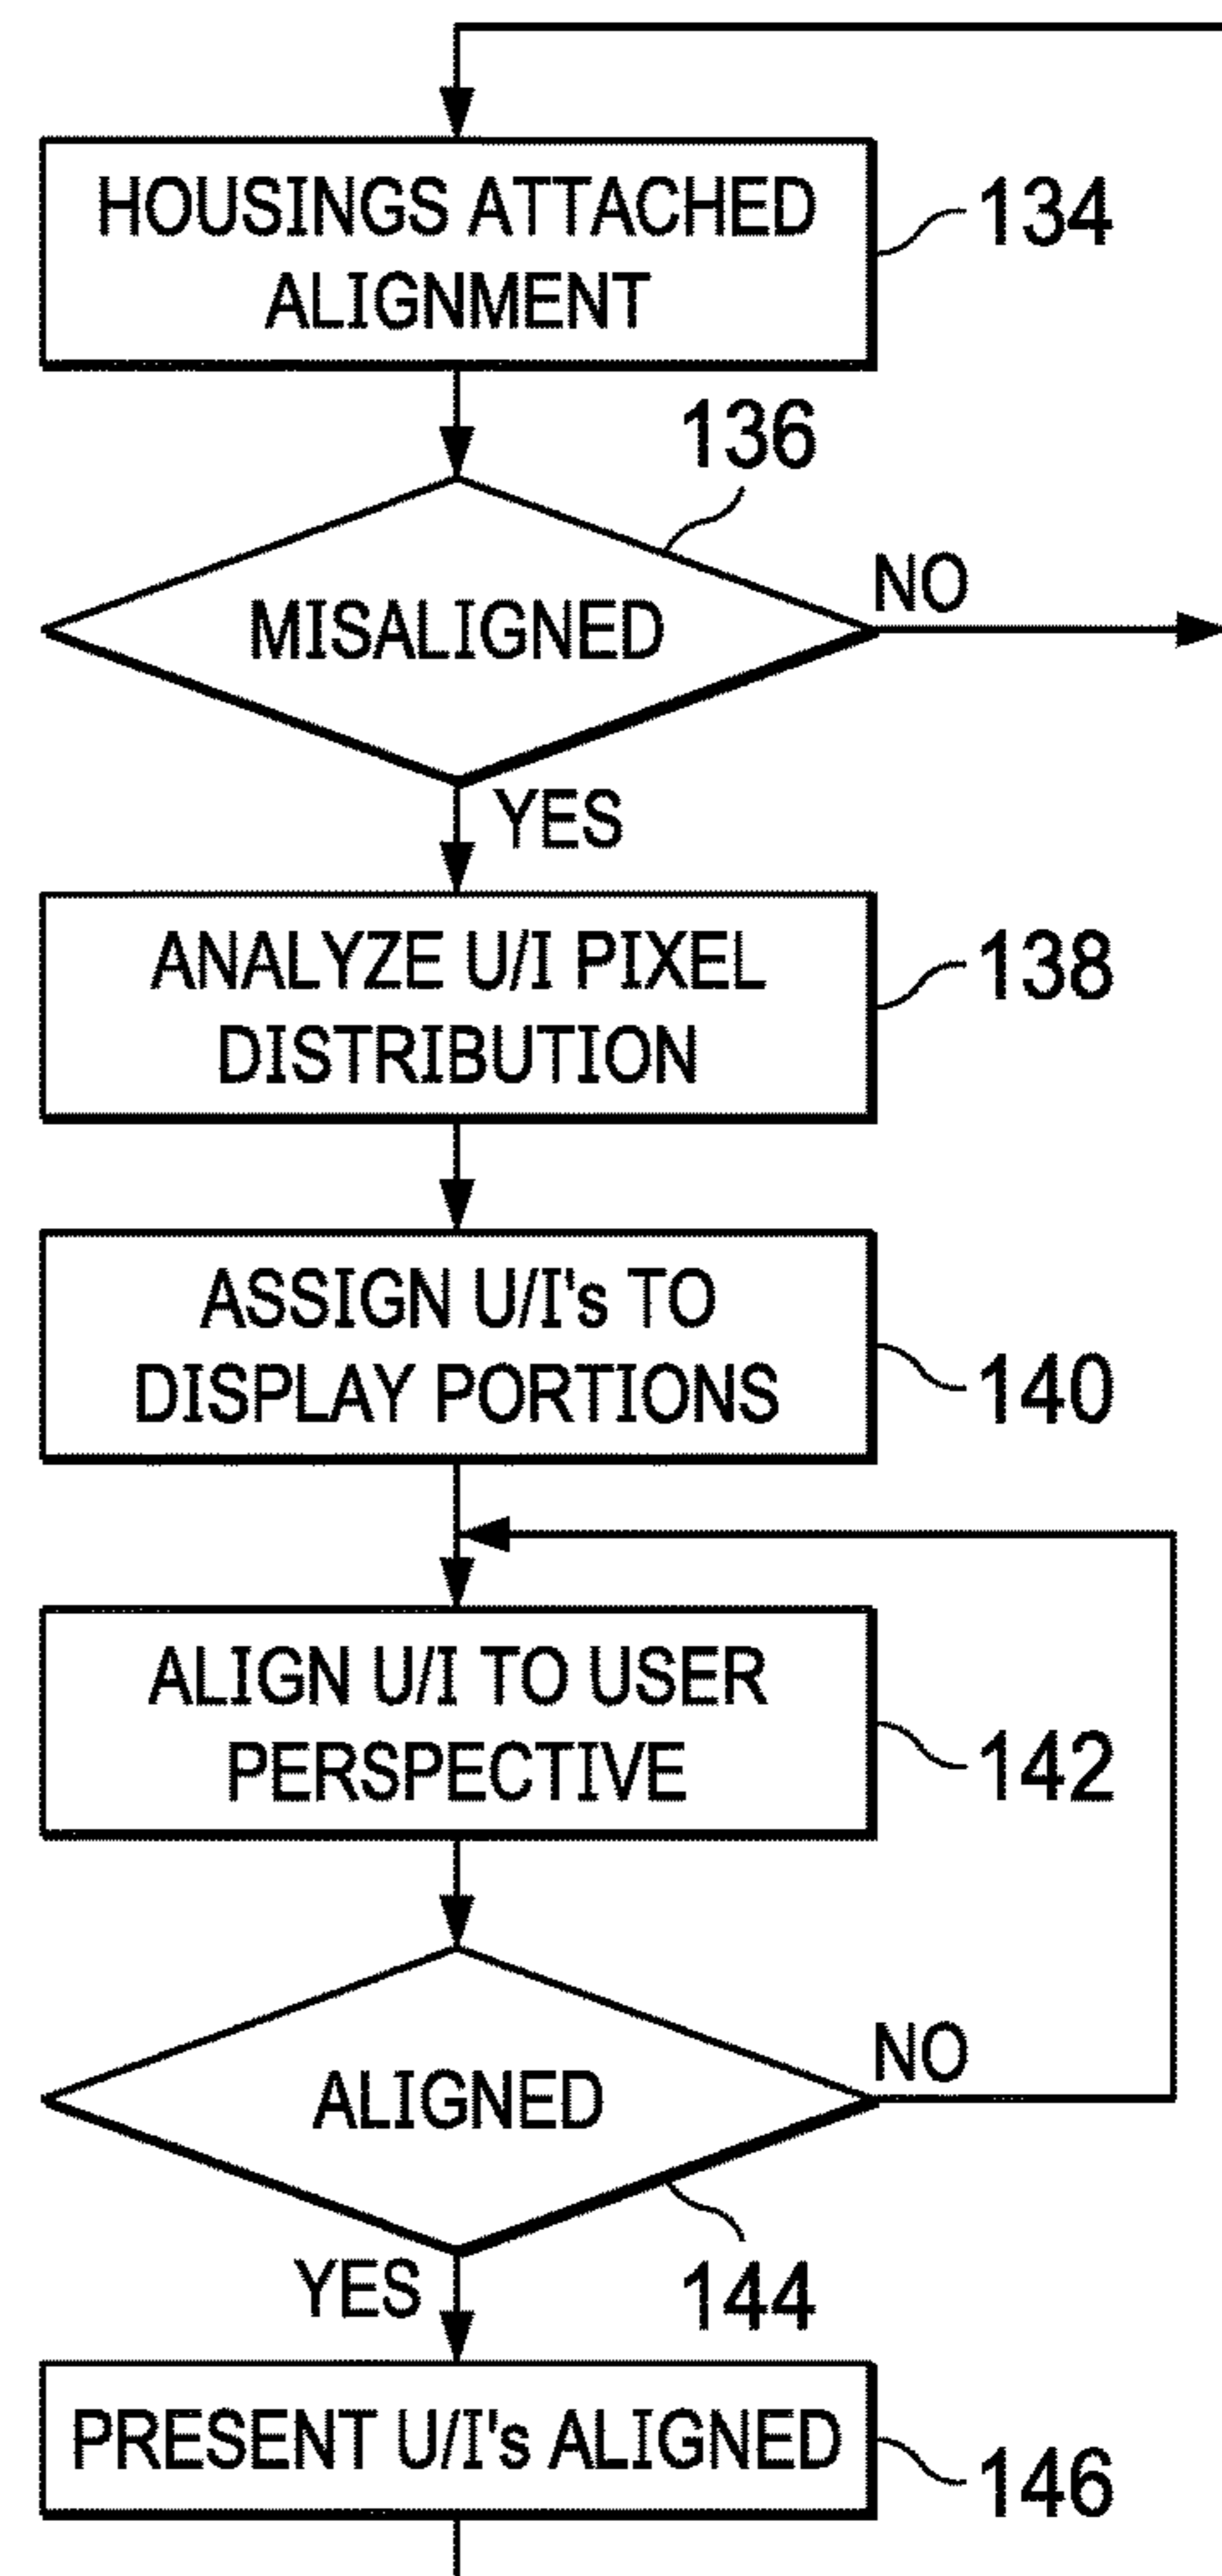 HOUSINGS ATTACHED
ALIGNMENT
134
136
MISALIGNED
NO
YES
ANALYZE U/I PIXEL
DISTRIBUTION
138
ASSIGN U/I's TO
DISPLAY PORTIONS
140
ALIGN U/I TO USER
PERSPECTIVE
142
ALIGNED
NO
YES
144
PRESENT U/I's ALIGNED
146